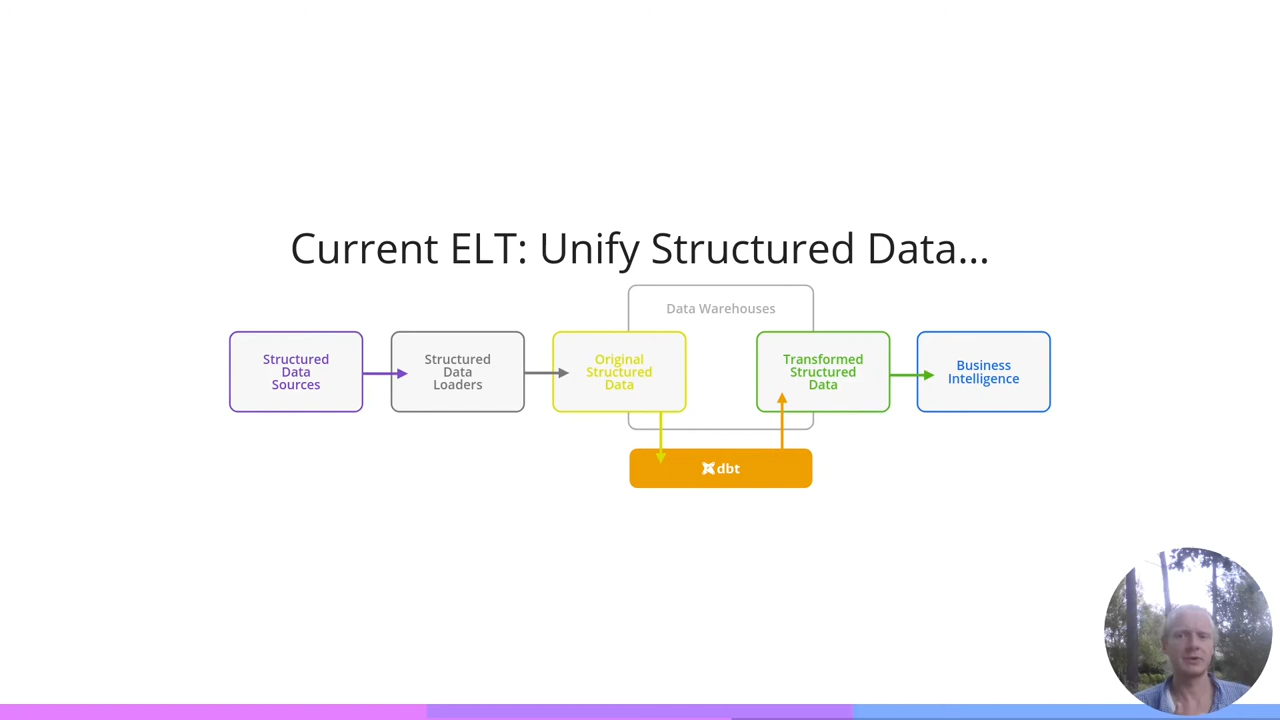 Current ELT: Unify Structured Data...
Data Warehouses
Structured
Data
Sources
Structured
Data
Loaders
Original
Structured
Data
Transformed
Structured
Data
Business
Intelligence
dbt